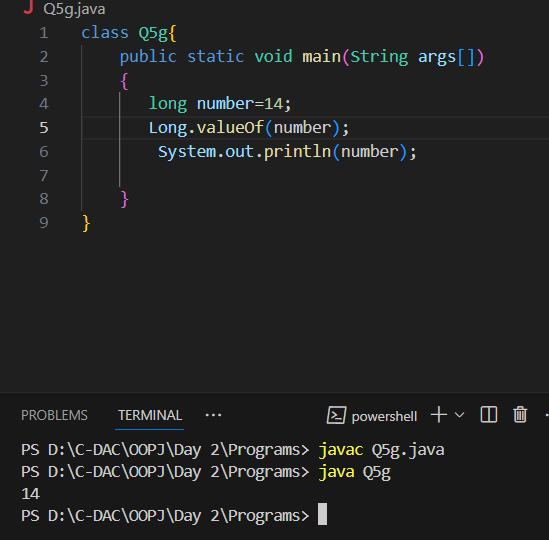 J Q5g.java
1 class Q5g{
2 public static void main(String args[])
3 {
4 long number=14;
5 Long.valueOf(number);
6 System.out.println(number);
7
8 }
9 }
PROBLEMS TERMINAL ··· powershell
PS D:\C-DAC\OOPJ\Day 2\Programs> javac Q5g.java
PS D:\C-DAC\OOPJ\Day 2\Programs> java Q5g
14
PS D:\C-DAC\OOPJ\Day 2\Programs>